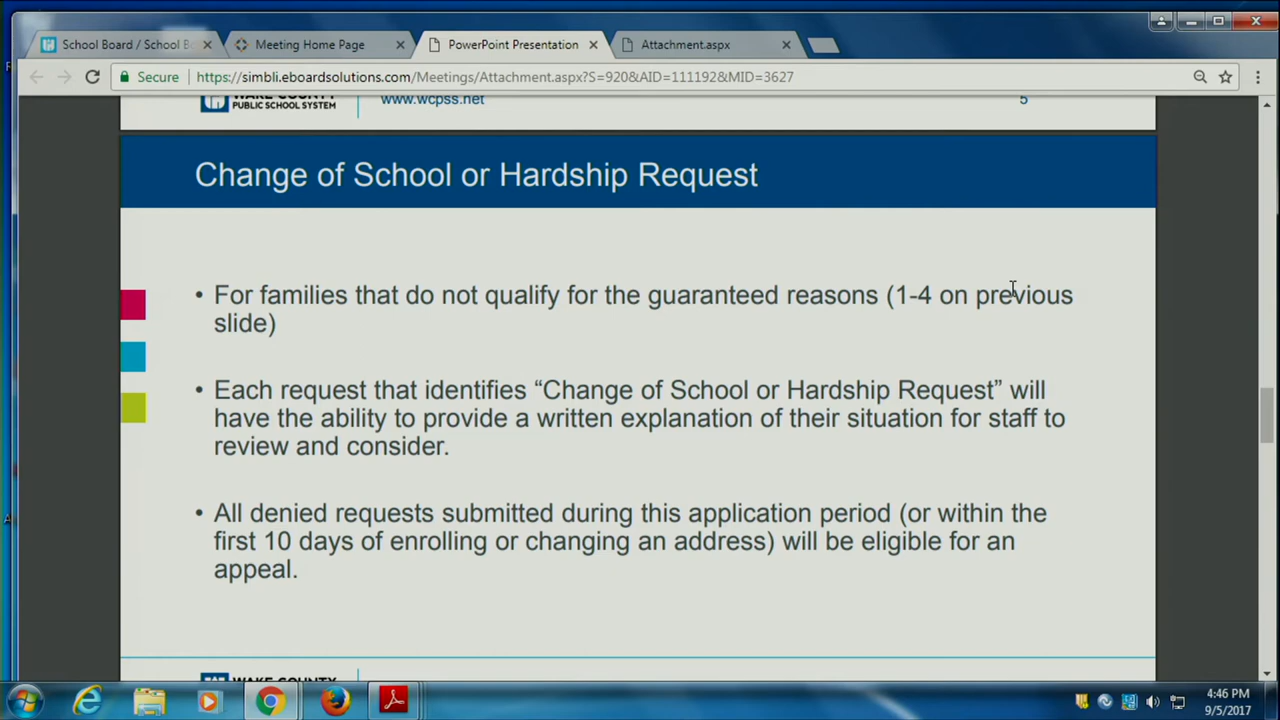 School Board / School B
Meeting Home Page
PowerPoint Presentation
Attachment.aspx
Secure
https://simbli.eboardsolutions.com/Meetings/Attachment.aspx?S=920&AID=111192&MID=3627
WAKE COUNTY
PUBLIC SCHOOL SYSTEM
www.wcpss.net
5
Change of School or Hardship Request
• For families that do not qualify for the guaranteed reasons (1-4 on previous
slide)
• Each request that identifies “Change of School or Hardship Request” will
have the ability to provide a written explanation of their situation for staff to
review and consider.
• All denied requests submitted during this application period (or within the
first 10 days of enrolling or changing an address) will be eligible for an
appeal.
WAKE COUNTY
4:46 PM
9/5/2017